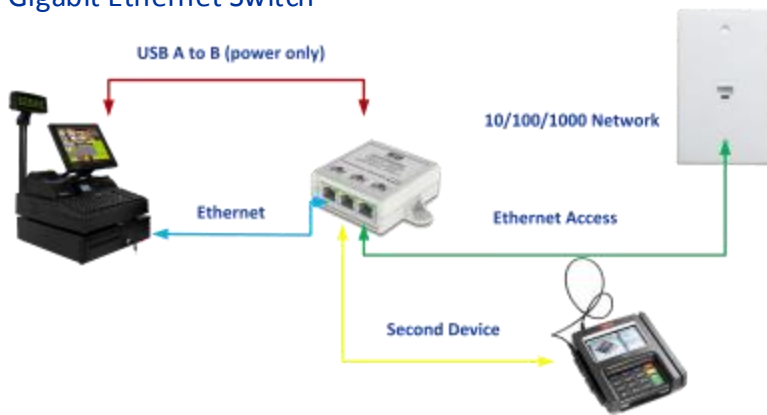 Gigabit Ethernet Switch
USB A to B (power only)
10/100/1000 Network
Ethernet
Ethernet Access
Second Device